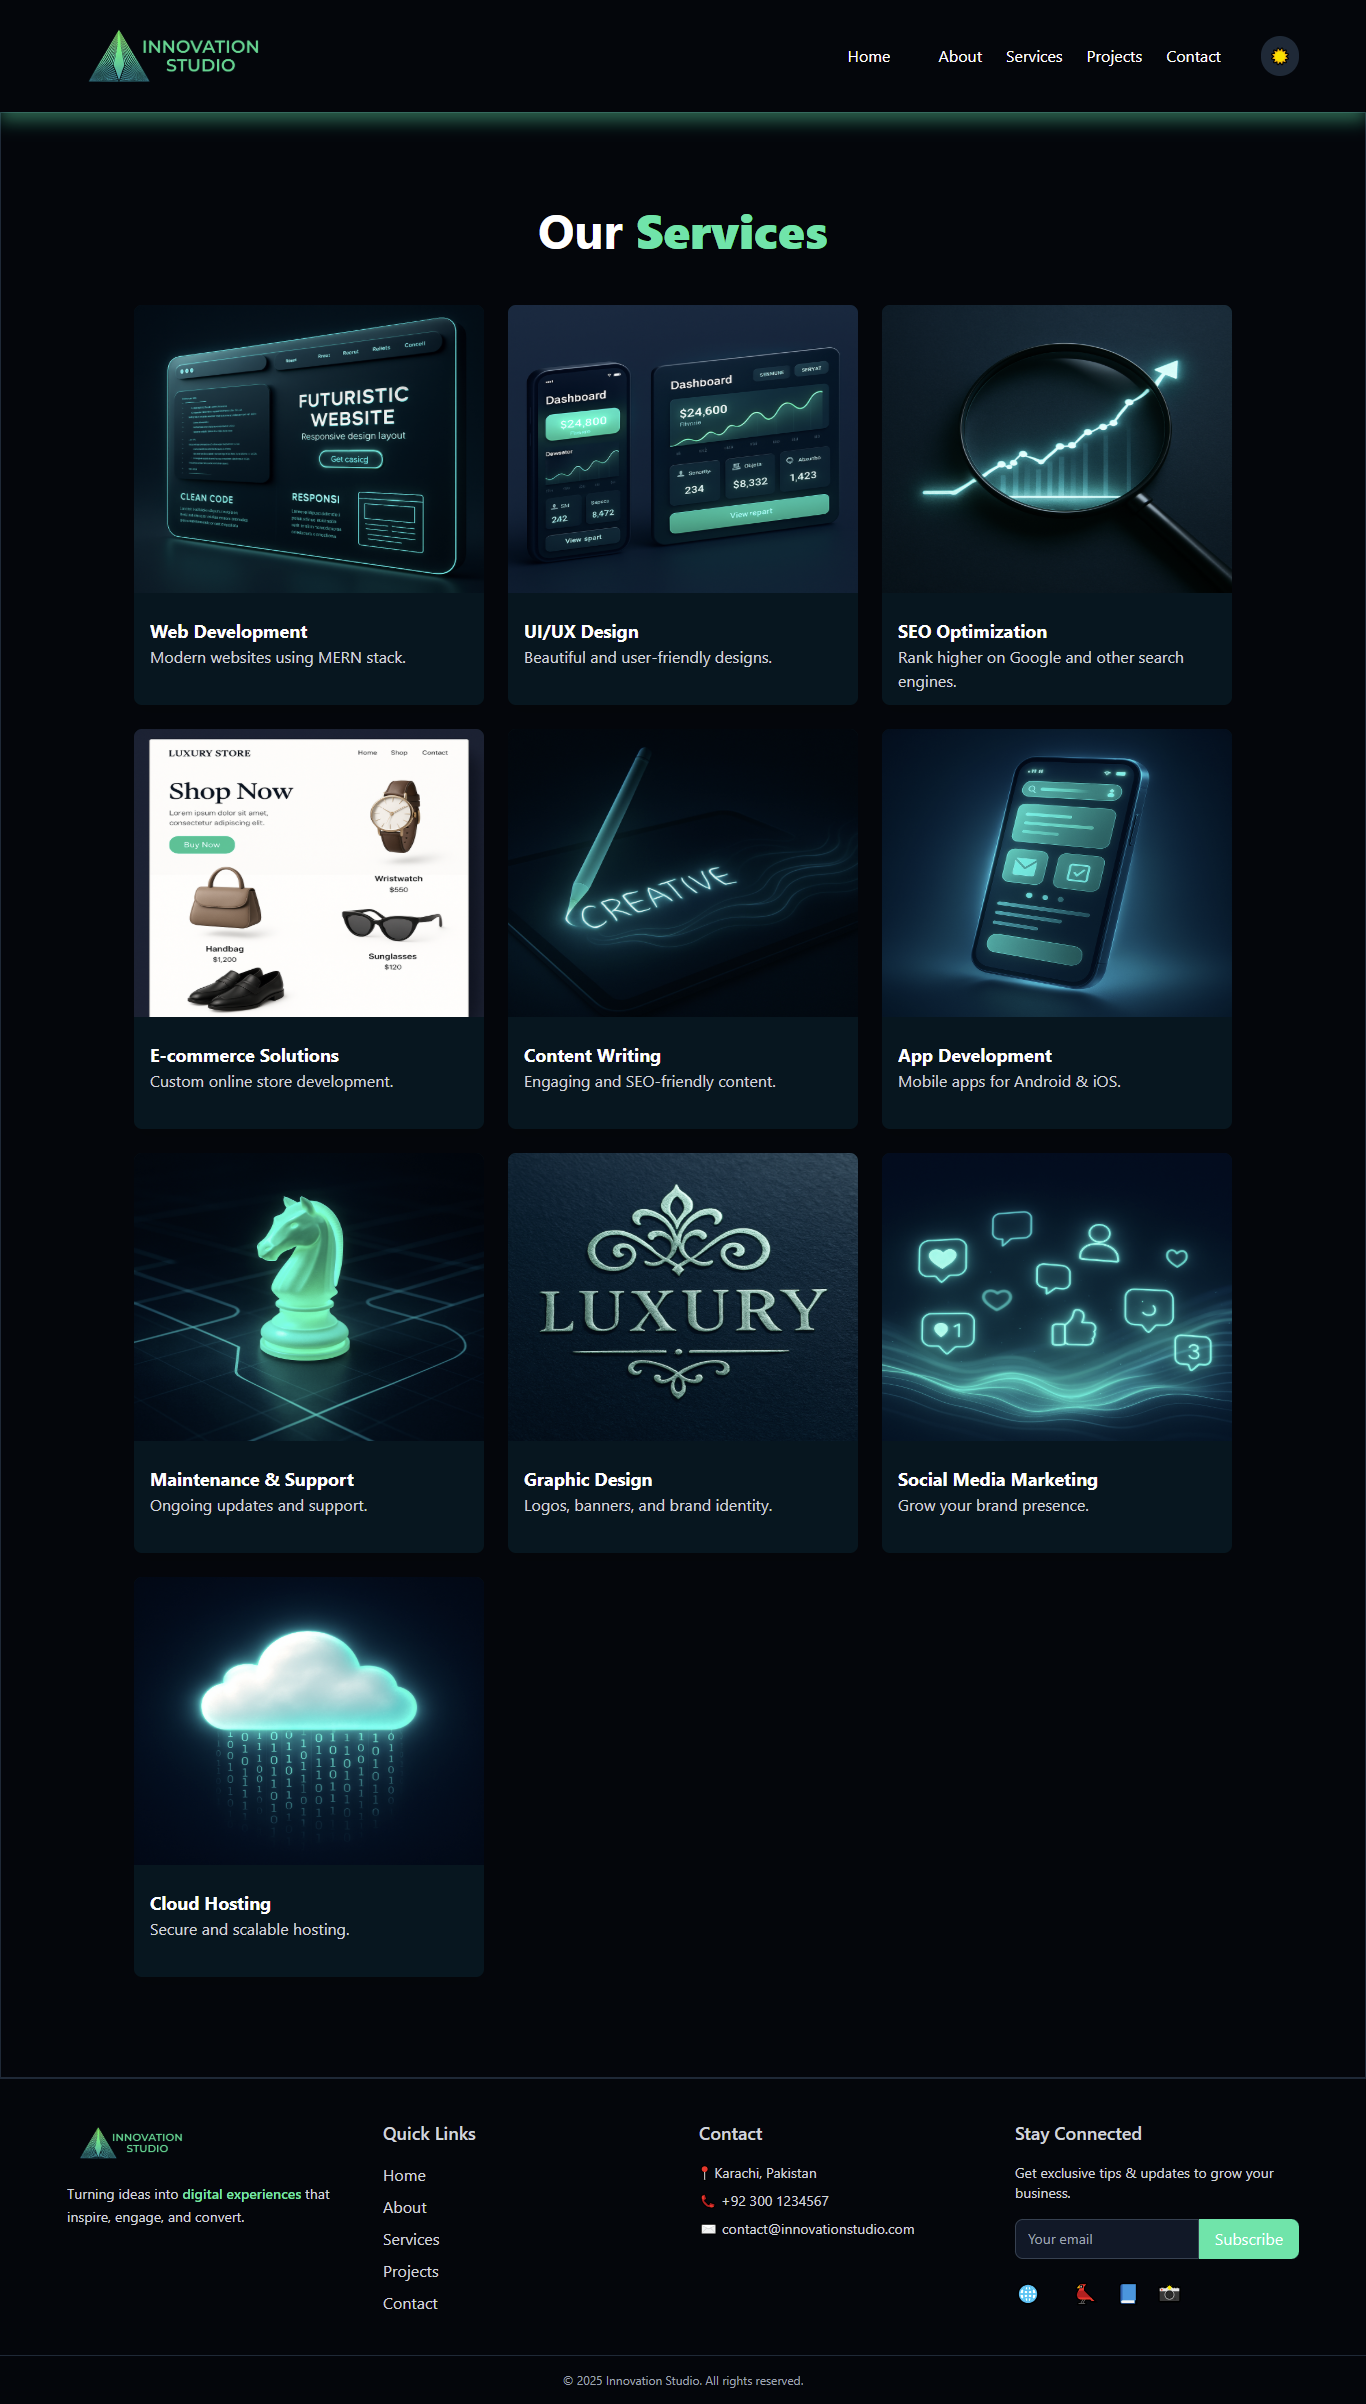 INNOVATION
STUDIO
Home
About
Services
Projects
Contact
Our Services
FUTURISTIC
WEBSITE
Responsive design layout
Get casicg
CLEAN CODE
RESPONSI
Web Development
Modern websites using MERN stack.
Dashboard
$24,800
242
8,472
View spart
Dashboard
$24,600
234
$8,332
1,423
View repart
UI/UX Design
Beautiful and user-friendly designs.
SEO Optimization
Rank higher on Google and other search
engines.
LUXURY STORE
Home
Shop
Contact
Shop Now
Lorem ipsum dolor sit amet,
consectetur adipiscing elit.
Buy Now
Wristwatch
$550
Handbag
$1,200
Sunglasses
$120
E-commerce Solutions
Custom online store development.
CREATIVE
Content Writing
Engaging and SEO-friendly content.
App Development
Mobile apps for Android & iOS.
Maintenance & Support
Ongoing updates and support.
LUXURY
Graphic Design
Logos, banners, and brand identity.
1
3
Social Media Marketing
Grow your brand presence.
Cloud Hosting
Secure and scalable hosting.
INNOVATION
STUDIO
Turning ideas into digital experiences that
inspire, engage, and convert.
Quick Links
Home
About
Services
Projects
Contact
Contact
Karachi, Pakistan
+92 300 1234567
contact@innovationstudio.com
Stay Connected
Get exclusive tips & updates to grow your
business.
Your email
Subscribe
© 2025 Innovation Studio. All rights reserved.